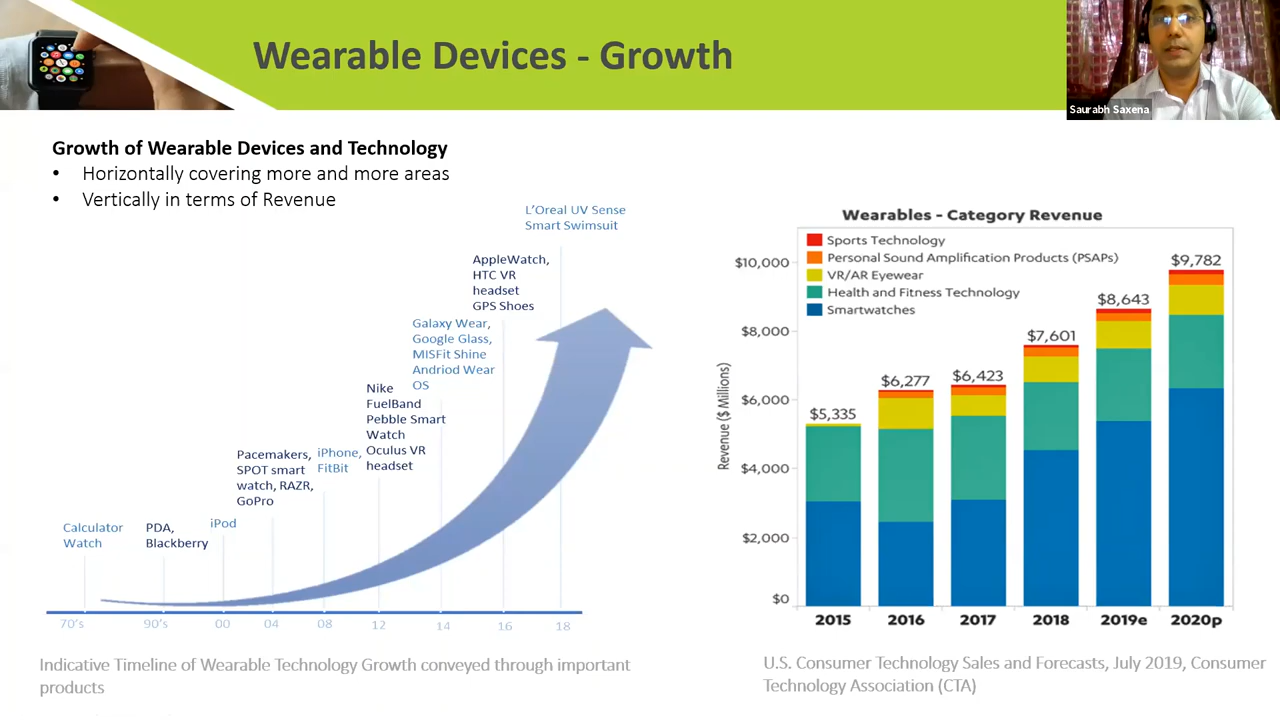 Wearable Devices - Growth
Saurabh Saxena
Growth of Wearable Devices and Technology
• Horizontally covering more and more areas
• Vertically in terms of Revenue
L'Oreal UV Sense
Smart Swimsuit
AppleWatch,
HTC VR
headset
GPS Shoes
Galaxy Wear,
Google Glass,
MISFit Shine
Andriod Wear
OS
Nike
FuelBand
Pebble Smart
Watch
Oculus VR
headset
iPhone,
FitBit
Pacemakers,
SPOT smart
watch, RAZR,
GoPro
iPod
PDA,
Blackberry
Calculator
Watch
70's 90's 00 04 08 12 14 16 18
Indicative Timeline of Wearable Technology Growth conveyed through important
products
Wearables - Category Revenue
Sports Technology
Personal Sound Amplification Products (PSAPs)
VR/AR Eyewear
Health and Fitness Technology
Smartwatches
Revenue ($ Millions)
$10,000
$8,000
$6,000
$4,000
$2,000
$0
$5,335
$6,277
$6,423
$7,601
$8,643
$9,782
2015 2016 2017 2018 2019e 2020p
U.S. Consumer Technology Sales and Forecasts, July 2019, Consumer
Technology Association (CTA)